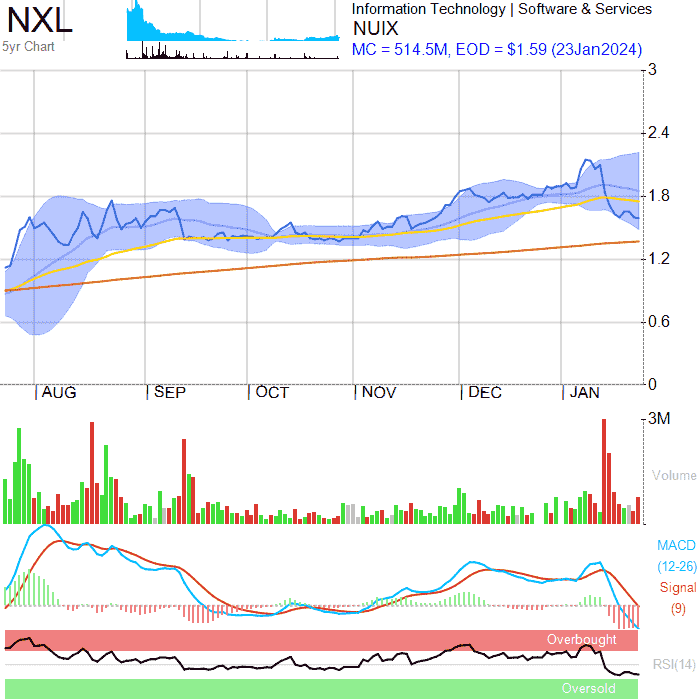 NXL
5yr Chart
Information Technology | Software & Services
NUIX
MC = 514.5M, EOD = $1.59 (23Jan2024)
3
2.4
1.8
1.2
0.6
0
| AUG | SEP | OCT | NOV | DEC | JAN
3M
Volume
MACD
(12-26)
Signal
(9)
Overbought
RSI(14)
Oversold